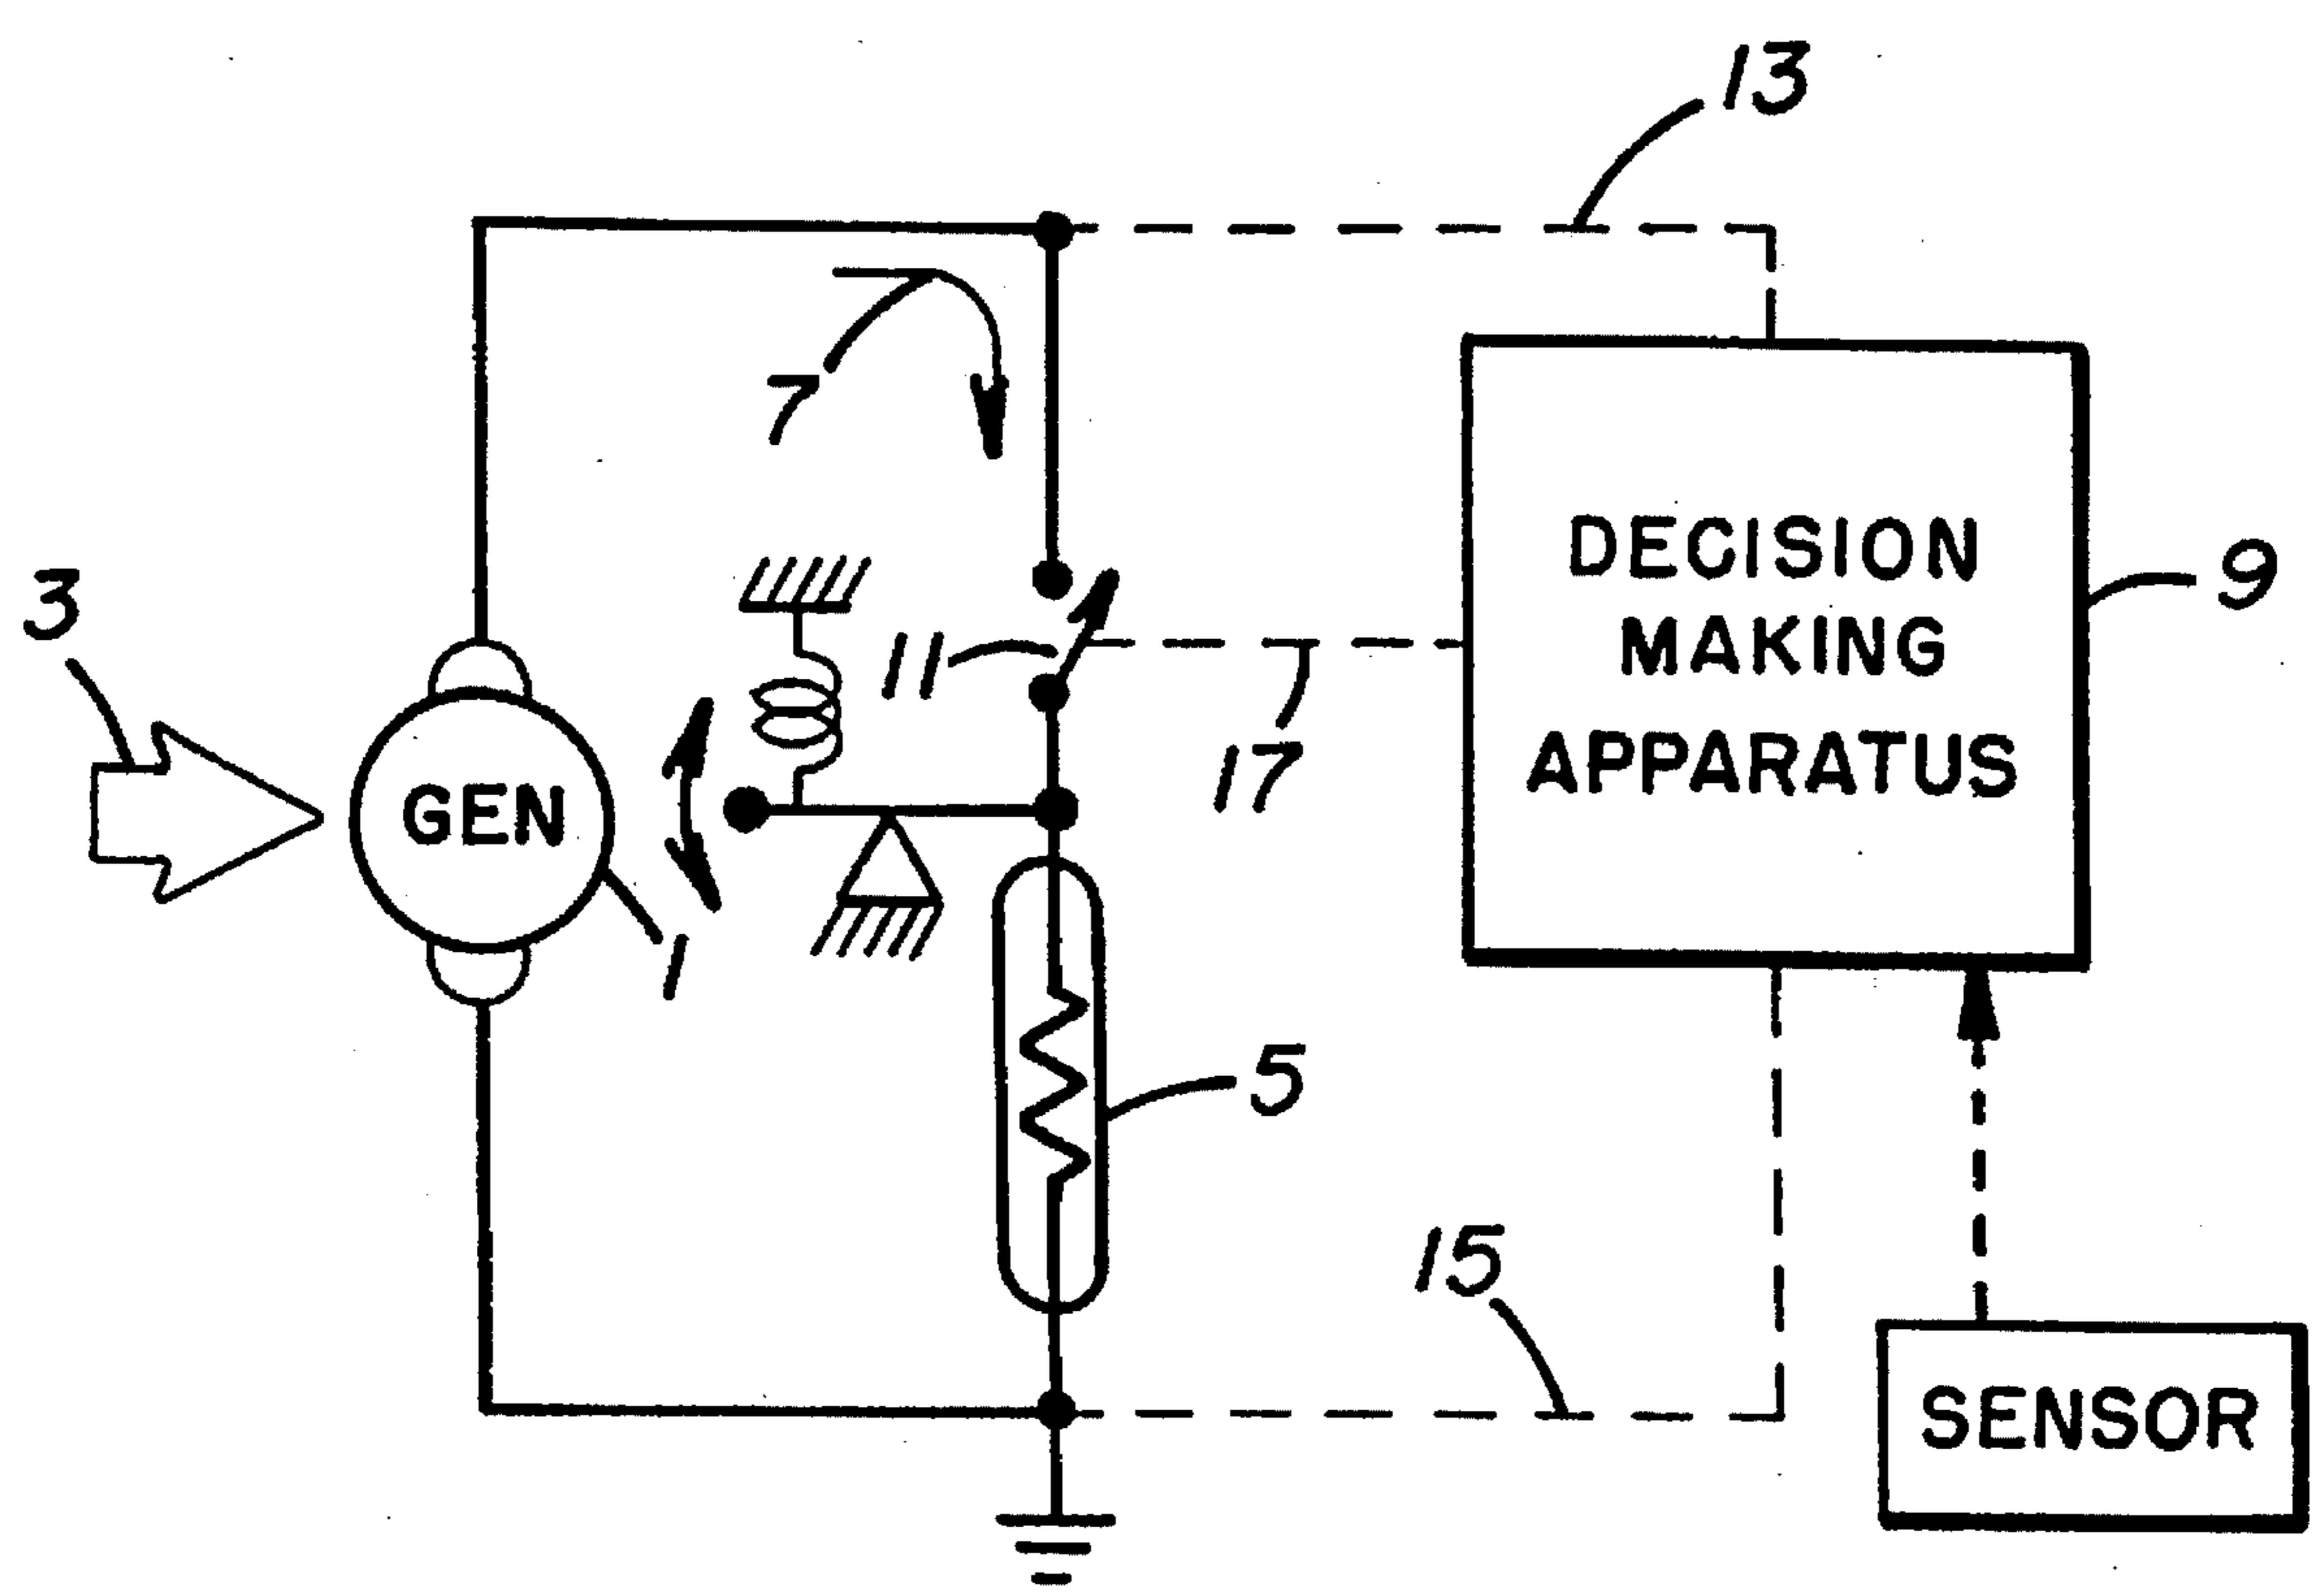 13
7
3
DECISION
MAKING
APPARATUS
9
11
17
GEN
1
5
15
SENSOR